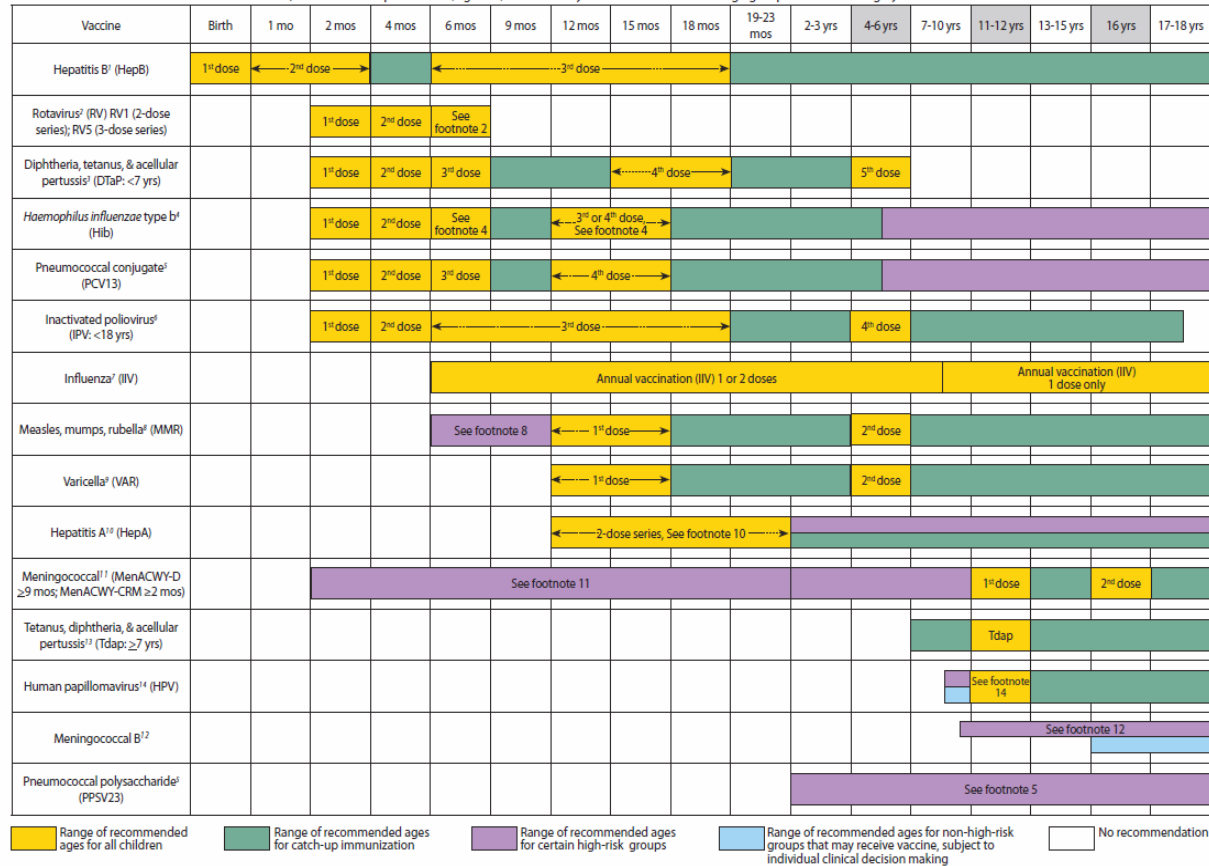 Vaccine Birth 1 mo 2 mos 4 mos 6 mos 9 mos 12 mos 15 mos 18 mos 19-23 mos 2-3 yrs 4-6 yrs 7-10 yrs 11-12 yrs 13-15 yrs 16 yrs 17-18 yrs
Hepatitis B¹ (HepB)
1st dose
2nd dose
3rd dose
Rotavirus² (RV) RV1 (2-dose
series); RV5 (3-dose series)
1st dose
2nd dose
See
footnote 2
Diphtheria, tetanus, & acellular
pertussis³ (DTaP: <7 yrs)
1st dose
2nd dose
3rd dose
4th dose
5th dose
Haemophilus influenzae type b⁴
(Hib)
1st dose
2nd dose
See
footnote 4
3rd or 4th dose,
See footnote 4
Pneumococcal conjugate⁵
(PCV13)
1st dose
2nd dose
3rd dose
4th dose
Inactivated poliovirus⁶
(IPV: <18 yrs)
1st dose
2nd dose
3rd dose
4th dose
Influenza⁷ (IIV)
Annual vaccination (IIV) 1 or 2 doses
Annual vaccination (IIV)
1 dose only
Measles, mumps, rubella⁸ (MMR)
See footnote 8
1st dose
2nd dose
Varicella⁹ (VAR)
1st dose
2nd dose
Hepatitis A¹⁰ (HepA)
2-dose series, See footnote 10
Meningococcal¹¹ (MenACWY-D
≥9 mos; MenACWY-CRM ≥2 mos)
See footnote 11
1st dose
2nd dose
Tetanus, diphtheria, & acellular
pertussis¹³ (Tdap: ≥7 yrs)
Tdap
Human papillomavirus¹⁴ (HPV)
See footnote
14
Meningococcal B¹²
See footnote 12
Pneumococcal polysaccharide⁵
(PPSV23)
See footnote 5
Range of recommended
ages for all children
Range of recommended ages
for catch-up immunization
Range of recommended ages
for certain high-risk groups
Range of recommended ages for non-high-risk
groups that may receive vaccine, subject to
individual clinical decision making
No recommendation